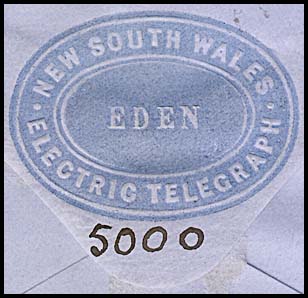 · NEW SOUTH WALES ·
EDEN
ELECTRIC TELEGRAPH
5000